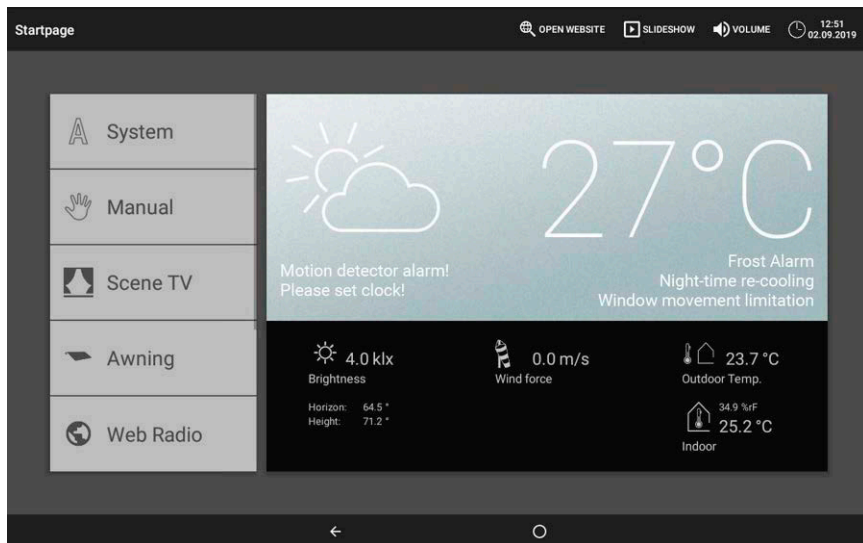 Startpage
OPEN WEBSITE
SLIDESHOW
VOLUME
12:51
02.09.2019
System
Manual
Scene TV
Awning
Web Radio
27°C
Motion detector alarm!
Please set clock!
Frost Alarm
Night-time re-cooling
Window movement limitation
4.0 klx
Brightness
Horizon: 64.5 °
Height: 71.2 °
0.0 m/s
Wind force
23.7 °C
Outdoor Temp.
34.9 %rF
25.2 °C
Indoor